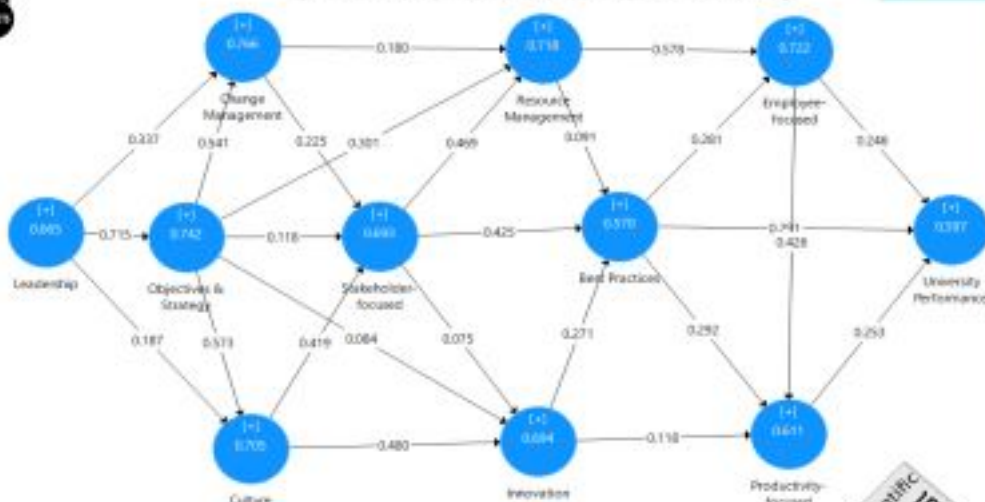 [+]
0.766
Change
Management
[+]
0.718
Resource
Management
[+]
0.722
Employee-
focused
0.180
0.578
0.337
0.541
0.225
0.301
0.469
0.091
0.281
0.248
[+]
0.665
Leadership
0.715
[+]
0.742
Objectives &
Strategy
0.118
[+]
0.693
Stakeholder-
focused
0.425
[+]
0.570
Best Practices
0.428
[+]
0.597
University
Performance
0.187
0.573
0.419
0.084
0.075
0.271
0.292
0.253
[+]
0.705
Culture
0.480
[+]
0.694
Innovation
0.118
[+]
0.611
Productivity-